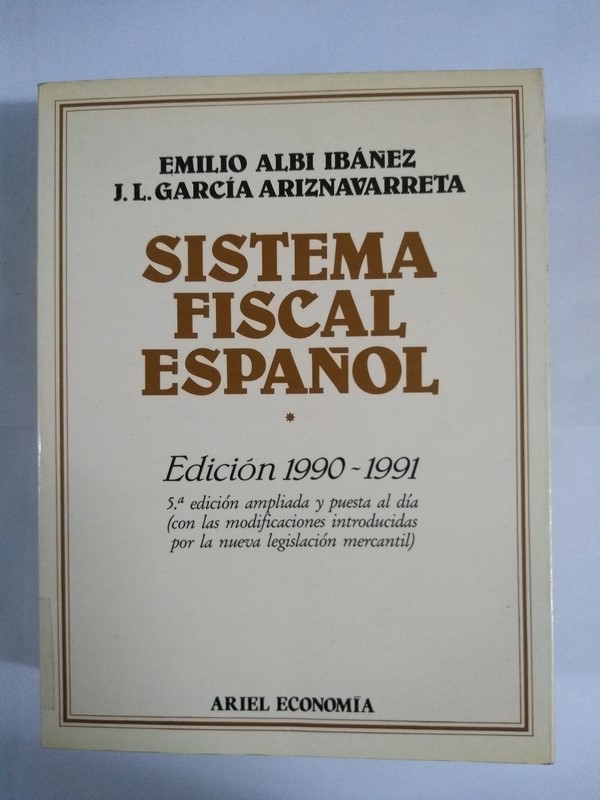 EMILIO ALBI IBÁÑEZ
J. L. GARCÍA ARIZNAVARRETA
SISTEMA
FISCAL
ESPAÑOL
*
Edición 1990 - 1991
5.ª edición ampliada y puesta al día
(con las modificaciones introducidas
por la nueva legislación mercantil)
ARIEL ECONOMÍA